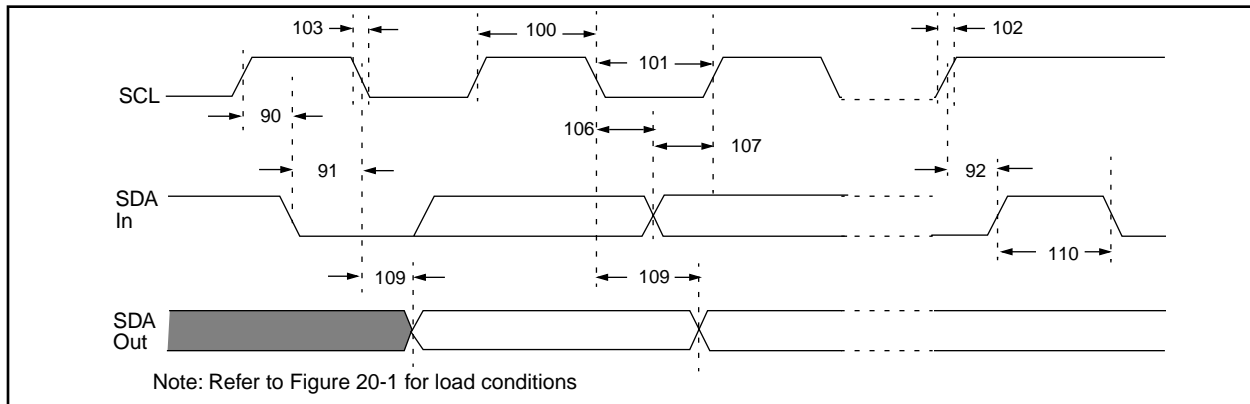 103
100
102
101
SCL
90
106
107
91
92
SDA
In
110
109
109
SDA
Out
Note: Refer to Figure 20-1 for load conditions